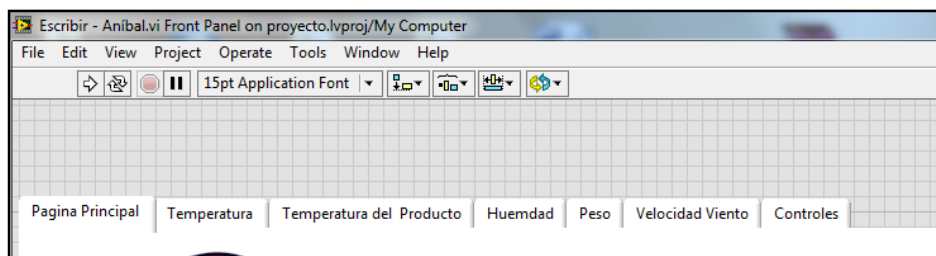 Escribir - Aníbal.vi Front Panel on proyecto.lvproj/My Computer
File Edit View Project Operate Tools Window Help
15pt Application Font
Pagina Principal Temperatura Temperatura del Producto Huemdad Peso Velocidad Viento Controles